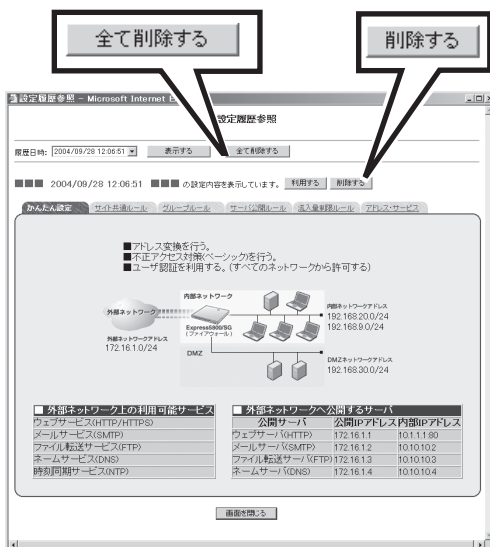 全て削除する
削除する
設定履歴参照 - Microsoft Internet E
設定履歴参照
履歴日時: 2004/09/28 12:06:51 表示する 全て削除する
■■■ 2004/09/28 12:06:51 ■■■ の設定内容を表示しています。 利用する 削除する
かんたん設定 サイト共通ルール グループルール サーバ公開ルール 流入量制限ルール アドレス・サービス
■アドレス変換を行う。
■不正アクセス対策(ベーシック)を行う。
■ユーザ認証を利用する。(すべてのネットワークから許可する)
内部ネットワーク
外部ネットワーク
Express5800/SG
(ファイアウォール)
内部ネットワークアドレス
192.168.20.0/24
192.168.9.0/24
外部ネットワークアドレス
172.16.1.0/24
DMZ
DMZネットワークアドレス
192.168.30.0/24
■ 外部ネットワーク上の利用可能サービス
ウェブサービス(HTTP/HTTPS)
メールサービス(SMTP)
ファイル転送サービス(FTP)
ネームサービス(DNS)
時刻同期サービス(NTP)
■ 外部ネットワークへ公開するサーバ
公開サーバ 公開IPアドレス 内部IPアドレス
ウェブサーバ(HTTP) 172.16.1.1 10.1.1.1:80
メールサーバ(SMTP) 172.16.1.2 10.10.10.2
ファイル転送サーバ(FTP) 172.16.1.3 10.10.10.3
ネームサーバ(DNS) 172.16.1.4 10.10.10.4
画面を閉じる